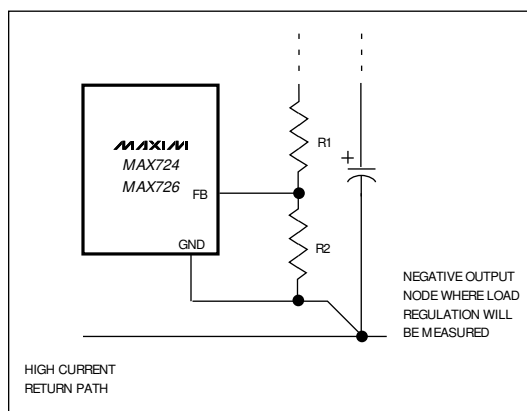 R1
+
MAXIM
MAX724
MAX726
FB
GND
R2
NEGATIVE OUTPUT
NODE WHERE LOAD
REGULATION WILL
BE MEASURED
HIGH CURRENT
RETURN PATH